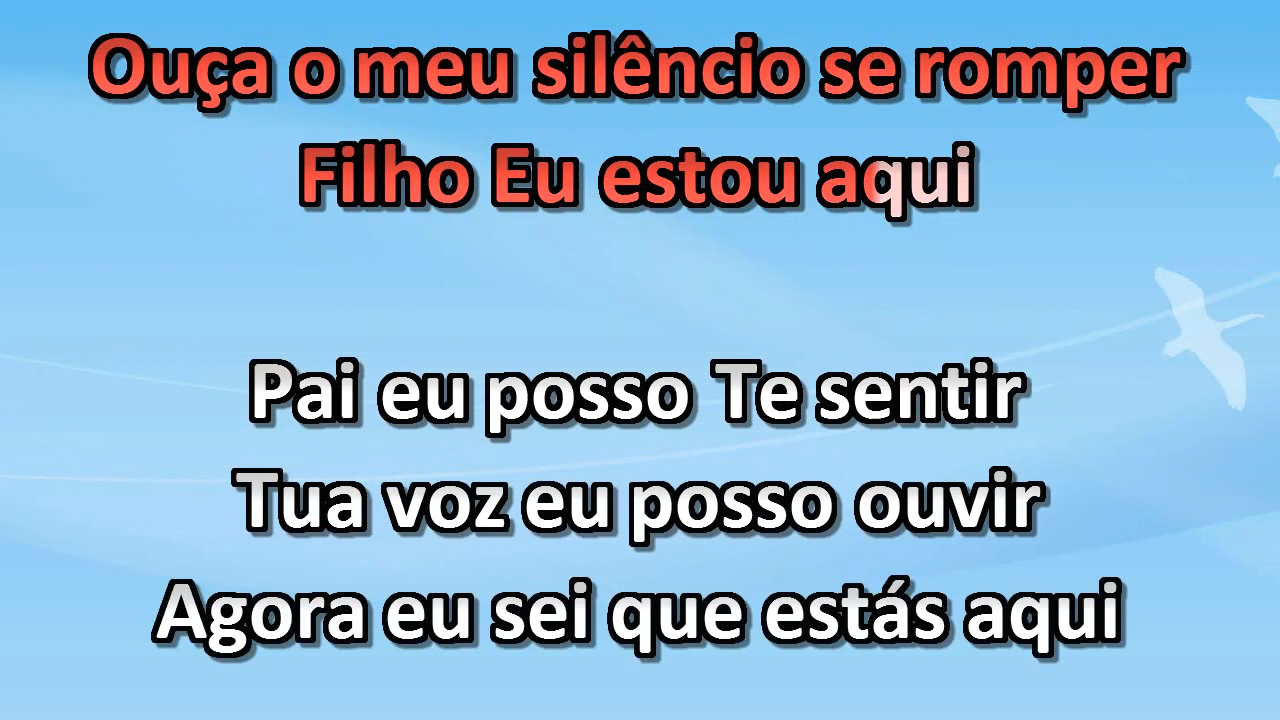 Ouça o meu silêncio se romper
Filho Eu estou aqui
Pai eu posso Te sentir
Tua voz eu posso ouvir
Agora eu sei que estás aqui